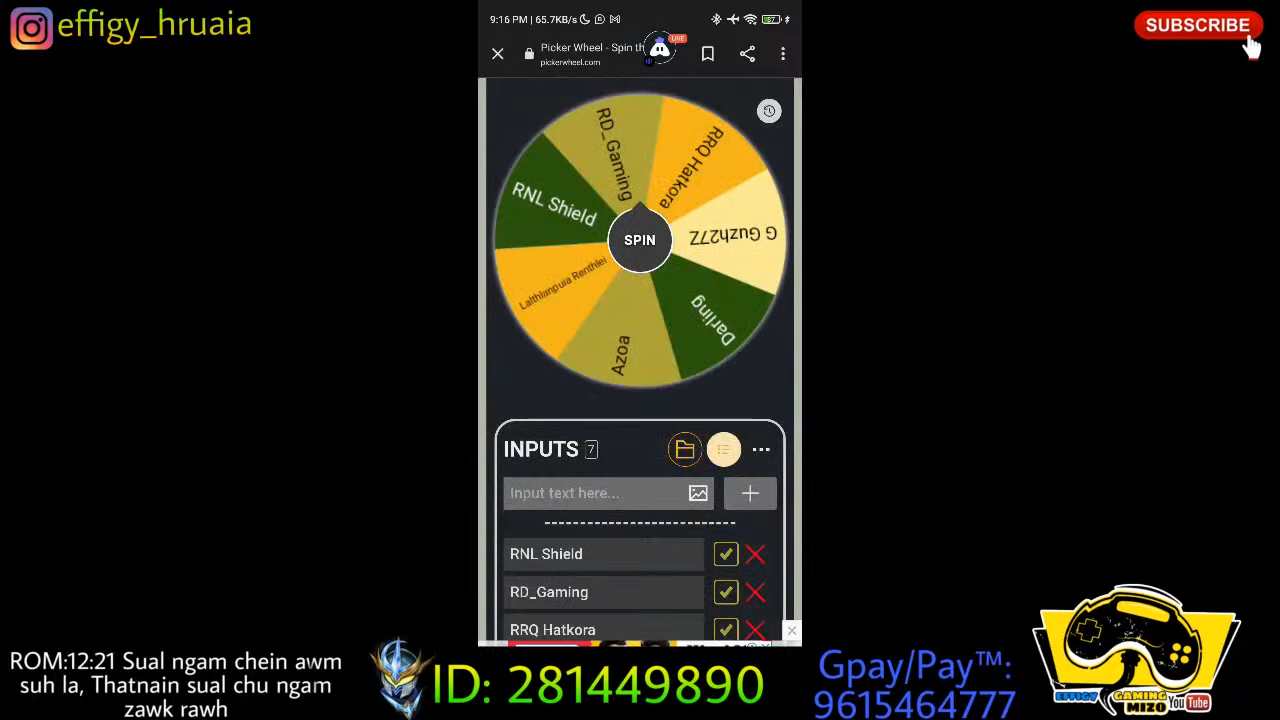 effigy_hruaia
SUBSCRIBE
9:16 PM | 65.7KB/s
67
Picker Wheel - Spin th
LIVE
pickerwheel.com
RD_Gaming
RRQ Hatkora
RNL Shield
G Guzh27Z
SPIN
Lalthlanpuia Renthlei
Darling
Azoa
INPUTS 7
Input text here...
RNL Shield
RD_Gaming
RRQ Hatkora
ROM:12:21 Sual ngam chein awm
suh la, Thatnain sual chu ngam
zawk rawh
ID: 281449890
Gpay/Pay™:
9615464777
EFFIGY GAMING
MIZO YouTube